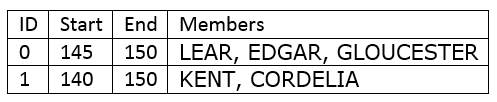 ID Start End Members
0 145 150 LEAR, EDGAR, GLOUCESTER
1 140 150 KENT, CORDELIA